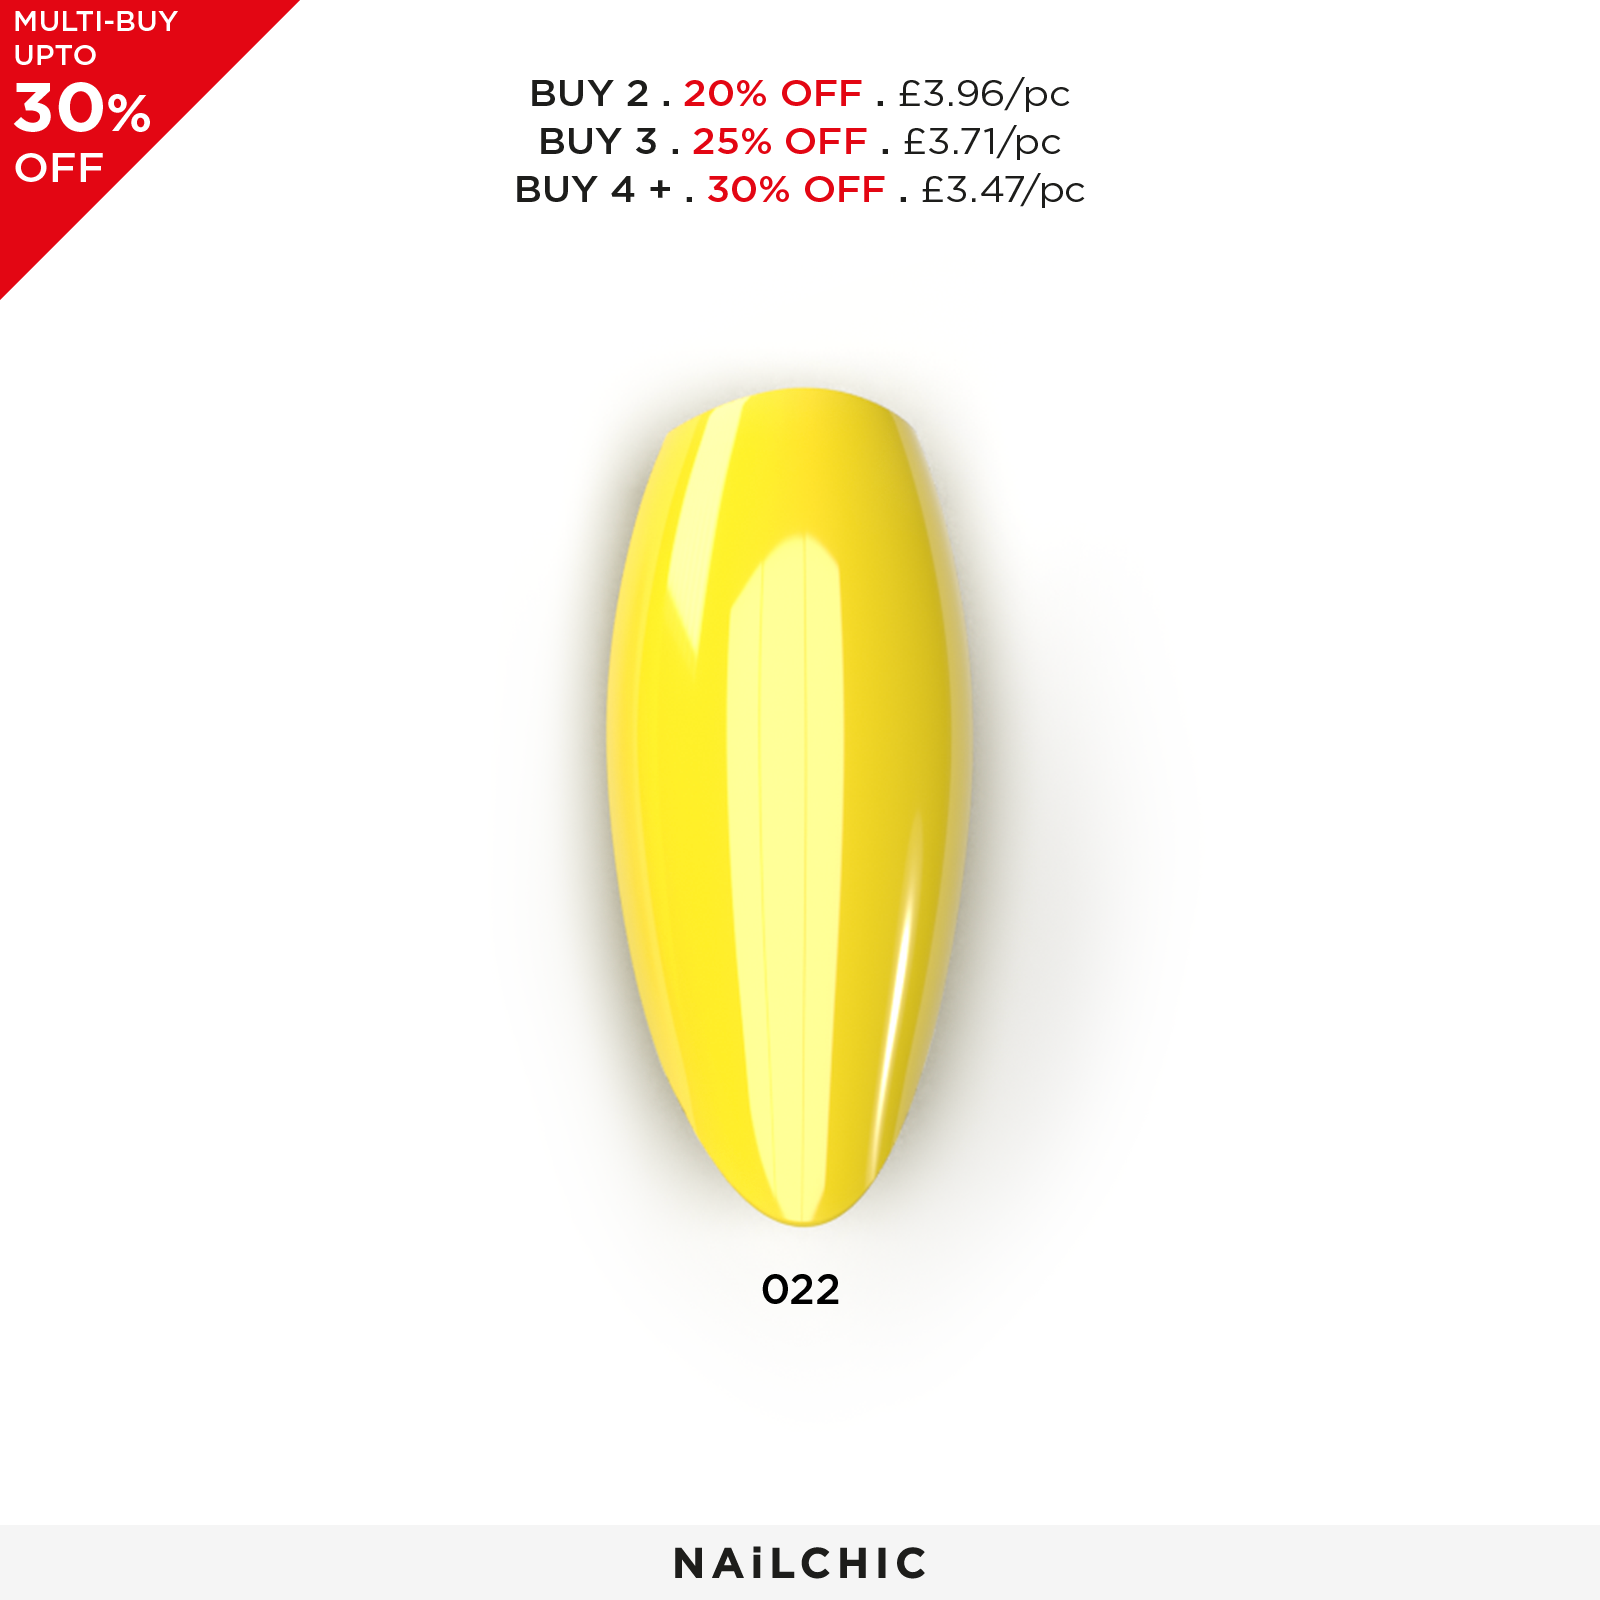 MULTI-BUY
UPTO
30%
OFF
BUY 2 . 20% OFF . £3.96/pc
BUY 3 . 25% OFF . £3.71/pc
BUY 4 + . 30% OFF . £3.47/pc
022
NAiLCHIC